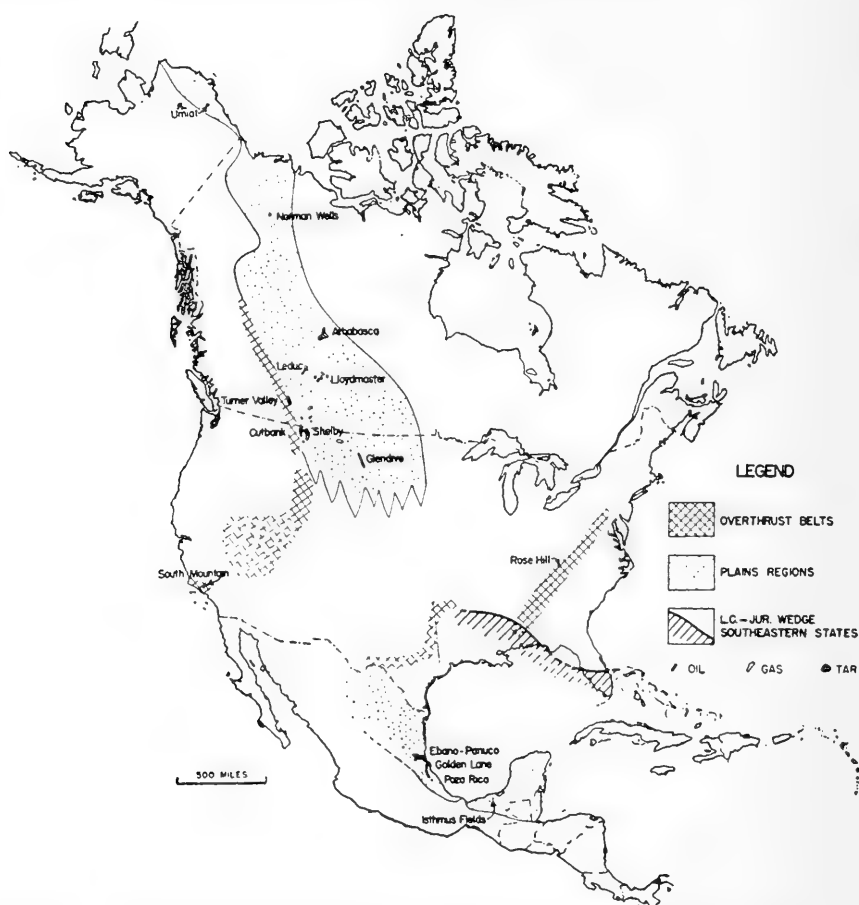 Umiat
Norman Wells
Athabasca
Leduc
Lloydmaster
Turner Valley
Cutbank
Shelby
Glendive
LEGEND
OVERTHRUST BELTS
Rose Hill
South Mountain
PLAINS REGIONS
L.C.-JUR. WEDGE
SOUTHEASTERN STATES
OIL GAS TAR
Ebano-Panuco
Golden Lane
Poza Rica
500 MILES
Isthmus Fields